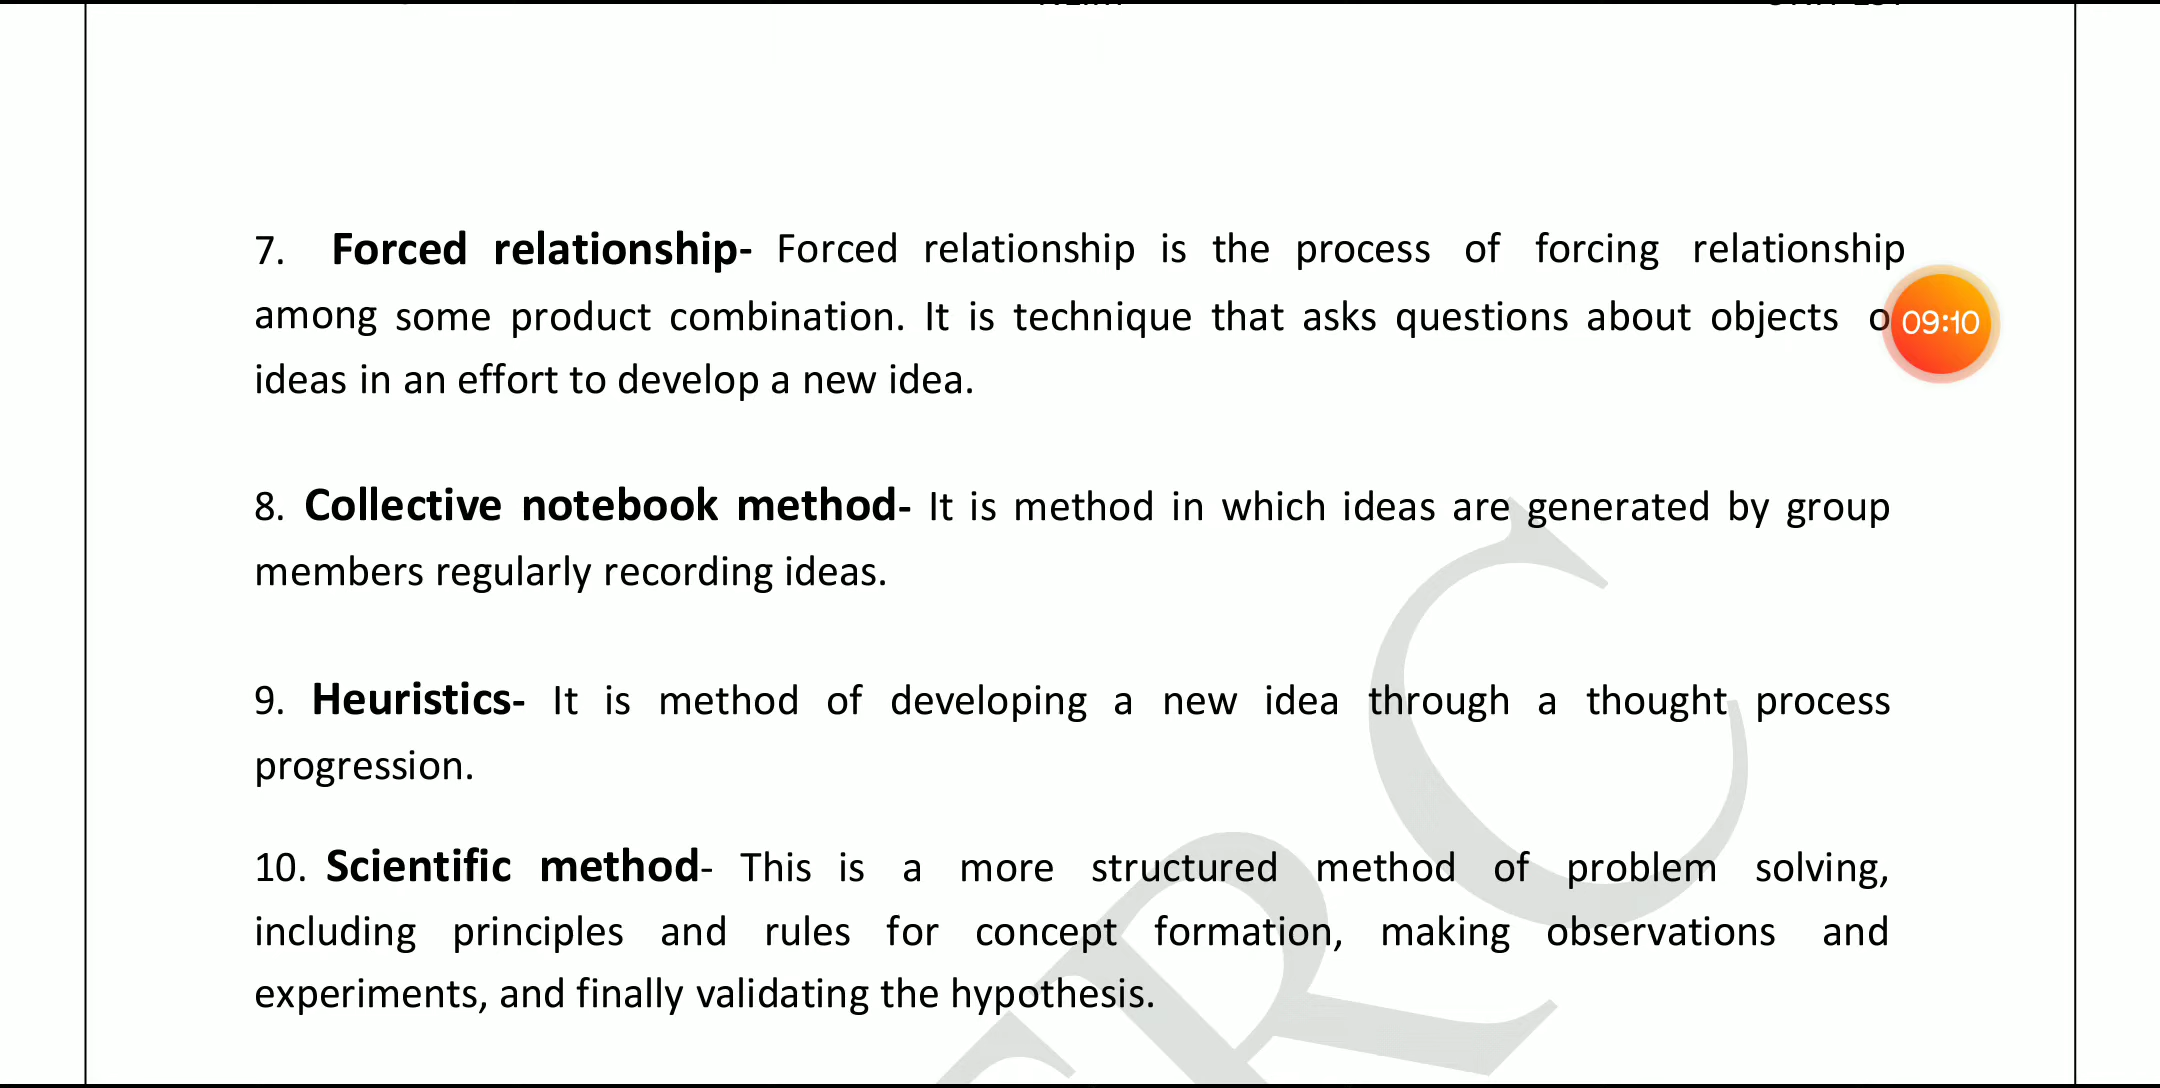 7. Forced relationship- Forced relationship is the process of forcing relationship
among some product combination. It is technique that asks questions about objects
09:10
ideas in an effort to develop a new idea.
8. Collective notebook method- It is method in which ideas are generated by group
members regularly recording ideas.
9. Heuristics- It is method of developing a new idea through a thought process
progression.
10. Scientific method- This is a more structured method of problem solving,
including principles and rules for concept formation, making observations and
experiments, and finally validating the hypothesis.